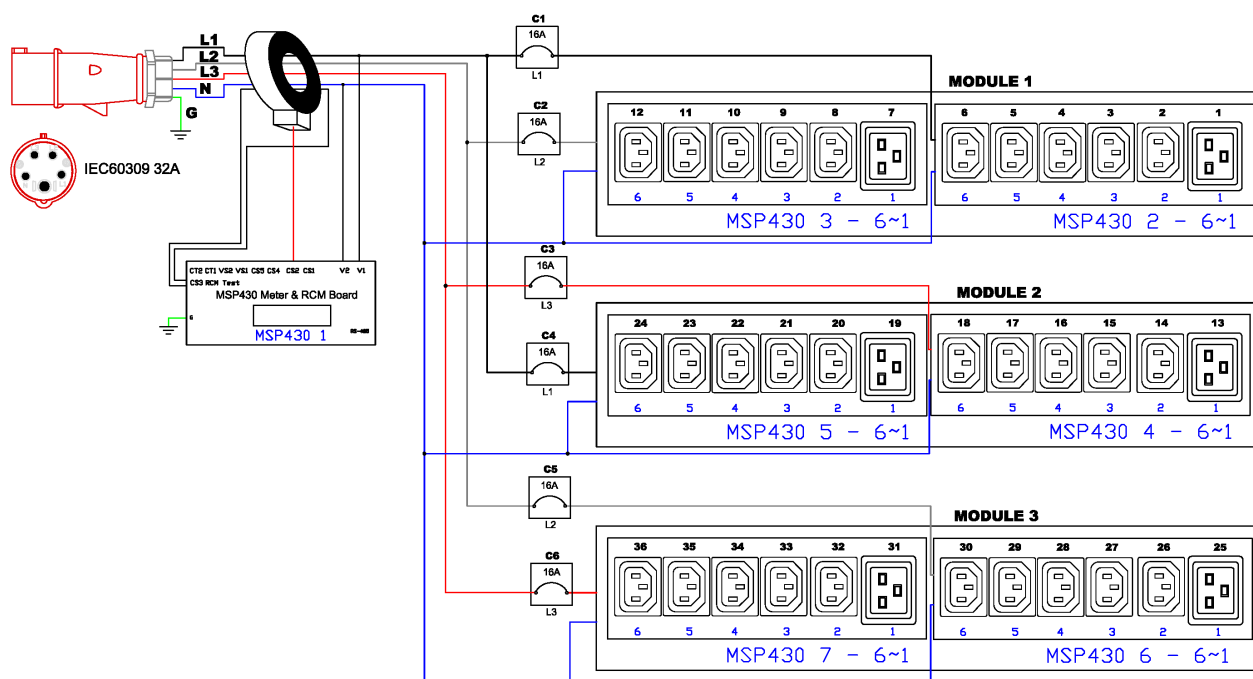 L1
L2
L3
N
G
IEC60309 32A
CT2 CT1 VS2 VS1 CS5 CS4 CS2 CS1 V2 V1
CS3 RCM Test
MSP430 Meter & RCM Board
G
MSP430 1
RS-485
C1
16A
L1
C2
16A
L2
MODULE 1
12 11 10 9 8 7 6 5 4 3 2 1
6 5 4 3 2 1 6 5 4 3 2 1
MSP430 3 - 6~1 MSP430 2 - 6~1
C3
16A
L3
C4
16A
L1
MODULE 2
24 23 22 21 20 19 18 17 16 15 14 13
6 5 4 3 2 1 6 5 4 3 2 1
MSP430 5 - 6~1 MSP430 4 - 6~1
C5
16A
L2
C6
16A
L3
MODULE 3
36 35 34 33 32 31 30 29 28 27 26 25
6 5 4 3 2 1 6 5 4 3 2 1
MSP430 7 - 6~1 MSP430 6 - 6~1